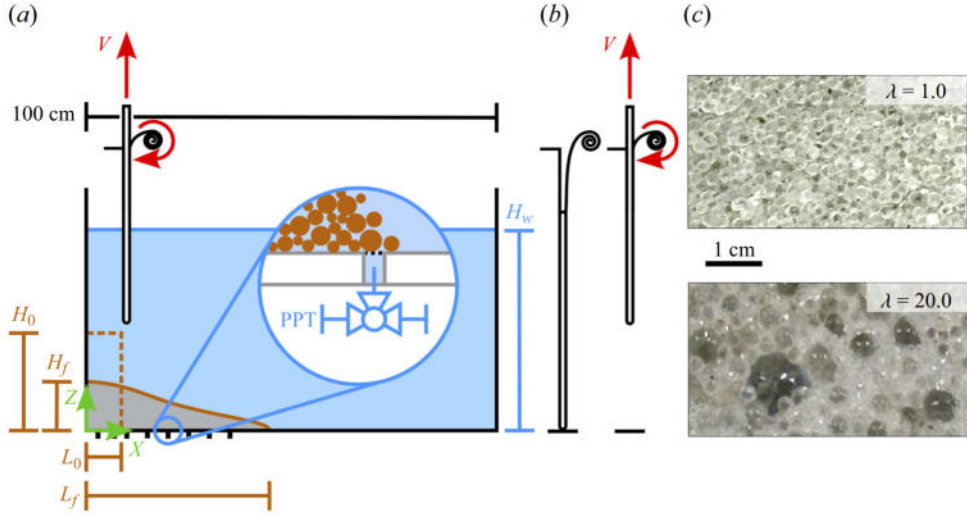 (a)
(b)
(c)
V
V
λ = 1.0
100 cm
H_w
1 cm
PPT
λ = 20.0
H_0
H_f
Z
X
L_0
L_f